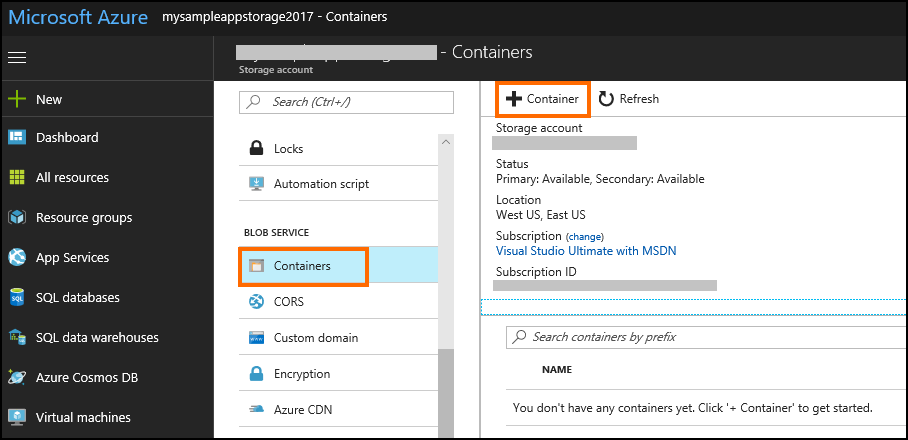 Microsoft Azure mysampleappstorage2017 - Containers
- Containers
Storage account
New
Dashboard
All resources
Resource groups
App Services
SQL databases
SQL data warehouses
Azure Cosmos DB
Virtual machines
Search (Ctrl+/)
Locks
Automation script
BLOB SERVICE
Containers
CORS
Custom domain
Encryption
Azure CDN
Container Refresh
Storage account
Status
Primary: Available, Secondary: Available
Location
West US, East US
Subscription (change)
Visual Studio Ultimate with MSDN
Subscription ID
Search containers by prefix
NAME
You don't have any containers yet. Click '+ Container' to get started.